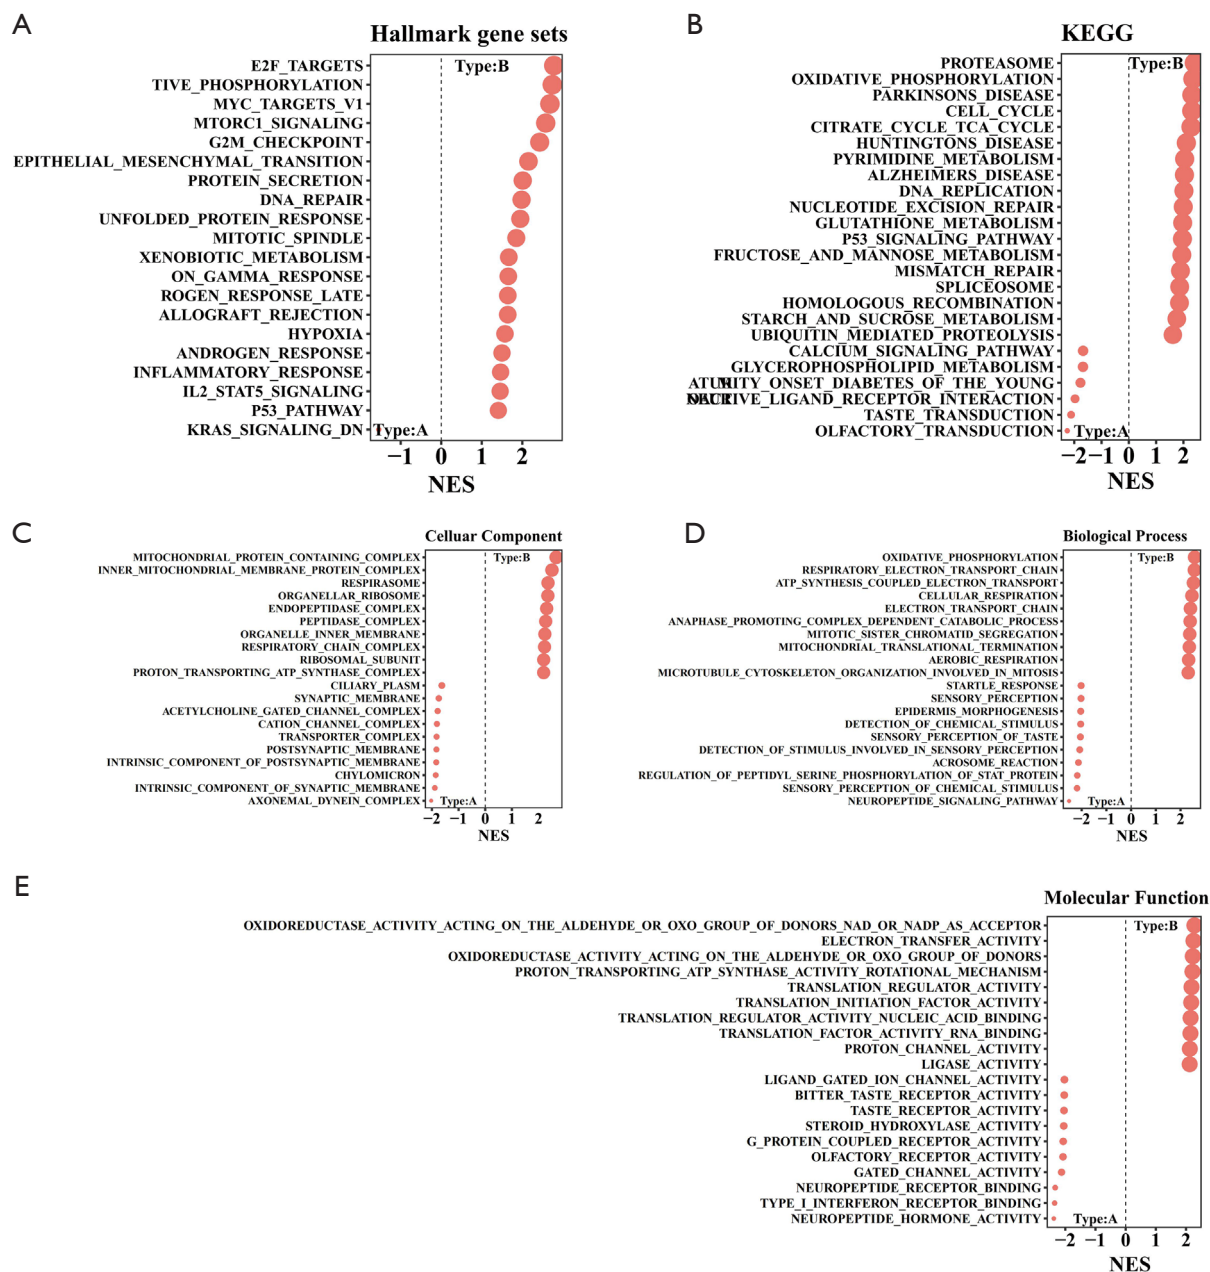 A
Hallmark gene sets
E2F_TARGETS
Type:B
TIVE_PHOSPHORYLATION
MYC_TARGETS_V1
MTORC1_SIGNALING
G2M_CHECKPOINT
EPITHELIAL_MESENCHYMAL_TRANSITION
PROTEIN_SECRETION
DNA_REPAIR
UNFOLDED_PROTEIN_RESPONSE
MITOTIC_SPINDLE
XENOBIOTIC_METABOLISM
ON_GAMMA_RESPONSE
ROGEN_RESPONSE_LATE
ALLOGRAFT_REJECTION
HYPOXIA
ANDROGEN_RESPONSE
INFLAMMATORY_RESPONSE
IL2_STAT5_SIGNALING
P53_PATHWAY
KRAS_SIGNALING_DN
Type:A
−1 0 1 2
NES
B
KEGG
PROTEASOME
Type:B
OXIDATIVE_PHOSPHORYLATION
PARKINSONS_DISEASE
CELL_CYCLE
CITRATE_CYCLE_TCA_CYCLE
HUNTINGTONS_DISEASE
PYRIMIDINE_METABOLISM
ALZHEIMERS_DISEASE
DNA_REPLICATION
NUCLEOTIDE_EXCISION_REPAIR
GLUTATHIONE_METABOLISM
P53_SIGNALING_PATHWAY
FRUCTOSE_AND_MANNOSE_METABOLISM
MISMATCH_REPAIR
SPLICEOSOME
HOMOLOGOUS_RECOMBINATION
STARCH_AND_SUCROSE_METABOLISM
UBIQUITIN_MEDIATED_PROTEOLYSIS
CALCIUM_SIGNALING_PATHWAY
GLYCEROPHOSPHOLIPID_METABOLISM
_ONSET_DIABETES_OF_THE_YOUNG
_LIGAND_RECEPTOR_INTERACTION
TASTE_TRANSDUCTION
OLFACTORY_TRANSDUCTION
Type:A
−2 −1 0 1 2
NES
C
Celluar Component
MITOCHONDRIAL_PROTEIN_CONTAINING_COMPLEX
Type:B
INNER_MITOCHONDRIAL_MEMBRANE_PROTEIN_COMPLEX
RESPIRASOME
ORGANELLAR_RIBOSOME
ENDOPEPTIDASE_COMPLEX
PEPTIDASE_COMPLEX
ORGANELLE_INNER_MEMBRANE
RESPIRATORY_CHAIN_COMPLEX
RIBOSOMAL_SUBUNIT
PROTON_TRANSPORTING_ATP_SYNTHASE_COMPLEX
CILIARY_PLASM
SYNAPTIC_MEMBRANE
ACETYLCHOLINE_GATED_CHANNEL_COMPLEX
CATION_CHANNEL_COMPLEX
TRANSPORTER_COMPLEX
POSTSYNAPTIC_MEMBRANE
INTRINSIC_COMPONENT_OF_POSTSYNAPTIC_MEMBRANE
CHYLOMICRON
INTRINSIC_COMPONENT_OF_SYNAPTIC_MEMBRANE
AXONEMAL_DYNEIN_COMPLEX
Type:A
−2 −1 0 1 2
NES
D
Biological Process
OXIDATIVE_PHOSPHORYLATION
Type:B
RESPIRATORY_ELECTRON_TRANSPORT_CHAIN
ATP_SYNTHESIS_COUPLED_ELECTRON_TRANSPORT
CELLULAR_RESPIRATION
ELECTRON_TRANSPORT_CHAIN
ANAPHASE_PROMOTING_COMPLEX_DEPENDENT_CATABOLIC_PROCESS
MITOTIC_SISTER_CHROMATID_SEGREGATION
MITOCHONDRIAL_TRANSLATIONAL_TERMINATION
AEROBIC_RESPIRATION
MICROTUBULE_CYTOSKELETON_ORGANIZATION_INVOLVED_IN_MITOSIS
STARTLE_RESPONSE
SENSORY_PERCEPTION
EPIDERMIS_MORPHOGENESIS
DETECTION_OF_CHEMICAL_STIMULUS
SENSORY_PERCEPTION_OF_TASTE
DETECTION_OF_STIMULUS_INVOLVED_IN_SENSORY_PERCEPTION
ACROSOME_REACTION
REGULATION_OF_PEPTIDYL_SERINE_PHOSPHORYLATION_OF_STAT_PROTEIN
SENSORY_PERCEPTION_OF_CHEMICAL_STIMULUS
NEUROPEPTIDE_SIGNALING_PATHWAY
Type:A
−2 −1 0 1 2
NES
E
Molecular Function
OXIDOREDUCTASE_ACTIVITY_ACTING_ON_THE_ALDEHYDE_OR_OXO_GROUP_OF_DONORS_NAD_OR_NADP_AS_ACCEPTOR
Type:B
ELECTRON_TRANSFER_ACTIVITY
OXIDOREDUCTASE_ACTIVITY_ACTING_ON_THE_ALDEHYDE_OR_OXO_GROUP_OF_DONORS
PROTON_TRANSPORTING_ATP_SYNTHASE_ACTIVITY_ROTATIONAL_MECHANISM
TRANSLATION_REGULATOR_ACTIVITY
TRANSLATION_INITIATION_FACTOR_ACTIVITY
TRANSLATION_REGULATOR_ACTIVITY_NUCLEIC_ACID_BINDING
TRANSLATION_FACTOR_ACTIVITY_RNA_BINDING
PROTON_CHANNEL_ACTIVITY
LIGASE_ACTIVITY
LIGAND_GATED_ION_CHANNEL_ACTIVITY
BITTER_TASTE_RECEPTOR_ACTIVITY
TASTE_RECEPTOR_ACTIVITY
STEROID_HYDROXYLASE_ACTIVITY
G_PROTEIN_COUPLED_RECEPTOR_ACTIVITY
OLFACTORY_RECEPTOR_ACTIVITY
GATED_CHANNEL_ACTIVITY
NEUROPEPTIDE_RECEPTOR_BINDING
TYPE_I_INTERFERON_RECEPTOR_BINDING
NEUROPEPTIDE_HORMONE_ACTIVITY
Type:A
−2 −1 0 1 2
NES